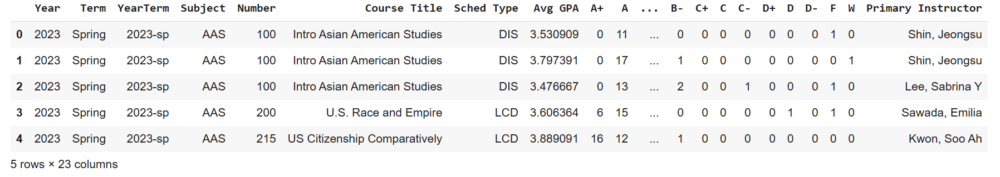 Year Term YearTerm Subject Number Course Title Sched Type Avg GPA A+ A ... B- C+ C C- D+ D D- F W Primary Instructor
0 2023 Spring 2023-sp AAS 100 Intro Asian American Studies DIS 3.530909 0 11 ... 0 0 0 0 0 0 0 1 0 Shin, Jeongsu
1 2023 Spring 2023-sp AAS 100 Intro Asian American Studies DIS 3.797391 0 17 ... 1 0 0 0 0 0 0 0 1 Shin, Jeongsu
2 2023 Spring 2023-sp AAS 100 Intro Asian American Studies DIS 3.476667 0 13 ... 2 0 0 1 0 0 0 1 0 Lee, Sabrina Y
3 2023 Spring 2023-sp AAS 200 U.S. Race and Empire LCD 3.606364 6 15 ... 0 0 0 0 0 1 0 1 0 Sawada, Emilia
4 2023 Spring 2023-sp AAS 215 US Citizenship Comparatively LCD 3.889091 16 12 ... 1 0 0 0 0 0 0 0 0 Kwon, Soo Ah
5 rows × 23 columns